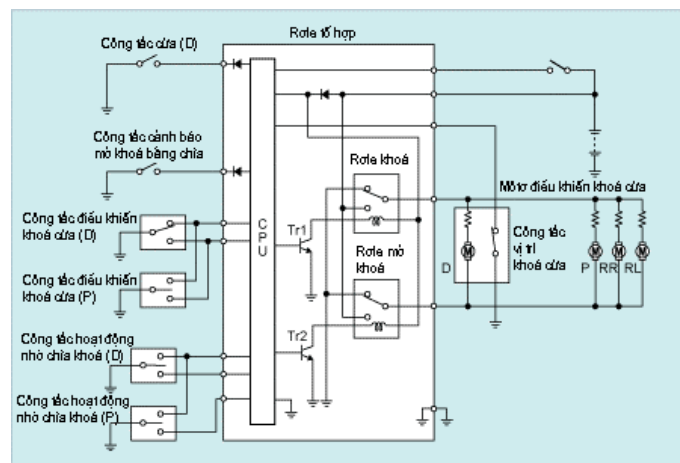 Rơle tổ hợp
Công tắc cửa (D)
Công tắc cảnh báo
mở khoá bằng chìa
Rơle khoá
Môtơ điều khiển khoá cửa
Công tắc điều khiển
khoá cửa (D)
CPU
Tr1
Công tắc
vị trí
khoá cửa
Rơle mở
khoá
D
M
P
M
RR
M
RL
M
Công tắc điều khiển
khoá cửa (P)
Tr2
Công tắc hoạt động
nhờ chìa khoá (D)
Công tắc hoạt động
nhờ chìa khoá (P)